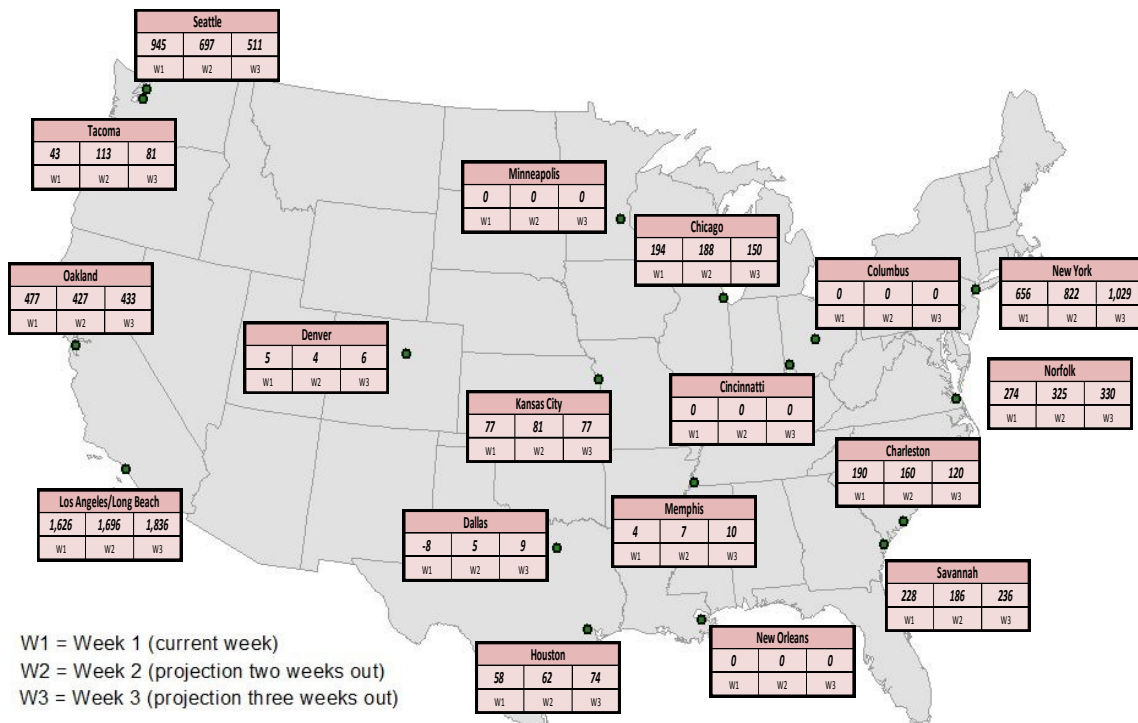 Seattle
945 697 511
W1 W2 W3
Tacoma
43 113 81
W1 W2 W3
Minneapolis
0 0 0
W1 W2 W3
Chicago
194 188 150
W1 W2 W3
Oakland
477 427 433
W1 W2 W3
Columbus
0 0 0
W1 W2 W3
New York
656 822 1,029
W1 W2 W3
Denver
5 4 6
W1 W2 W3
Norfolk
274 325 330
W1 W2 W3
Cincinnatti
0 0 0
W1 W2 W3
Kansas City
77 81 77
W1 W2 W3
Charleston
190 160 120
W1 W2 W3
Los Angeles/Long Beach
1,626 1,696 1,836
W1 W2 W3
Memphis
4 7 10
W1 W2 W3
Dallas
-8 5 9
W1 W2 W3
Savannah
228 186 236
W1 W2 W3
New Orleans
0 0 0
W1 W2 W3
Houston
58 62 74
W1 W2 W3
W1 = Week 1 (current week)
W2 = Week 2 (projection two weeks out)
W3 = Week 3 (projection three weeks out)